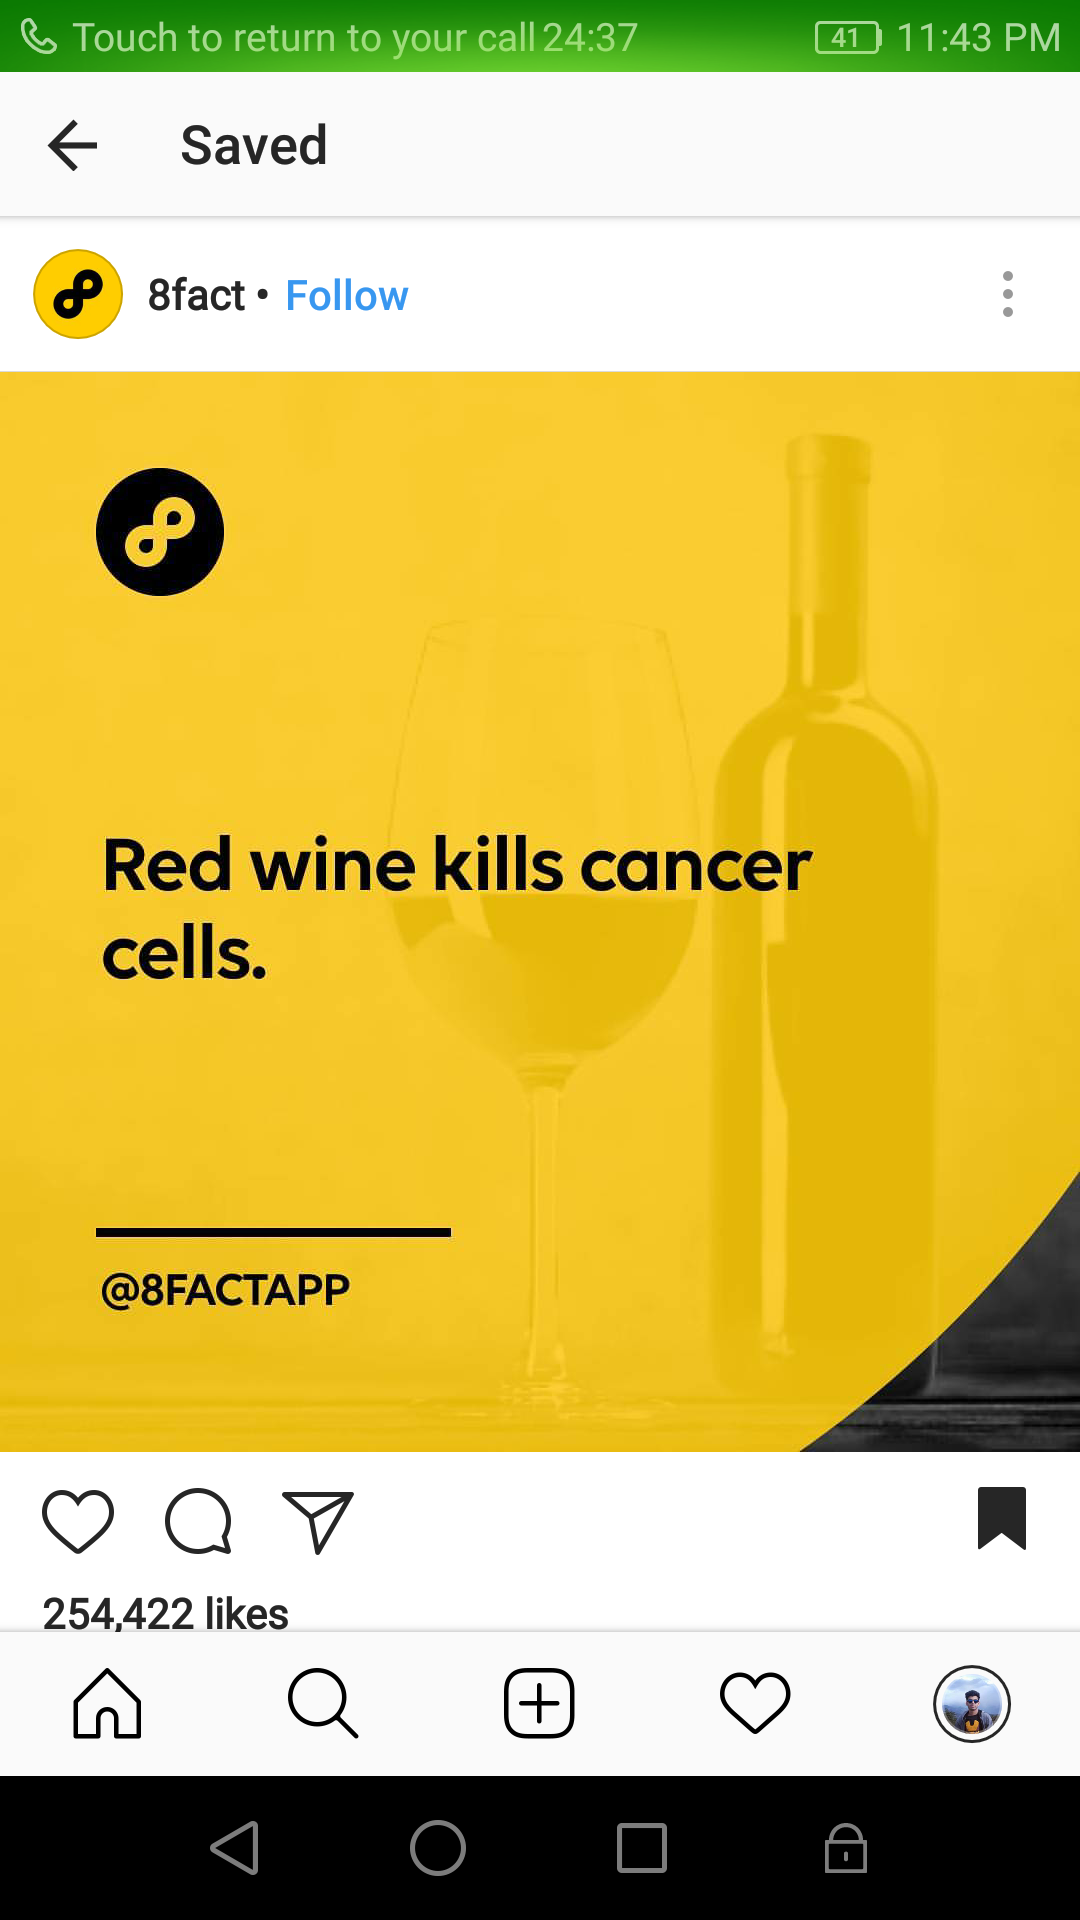 Touch to return to your call 24:37 41 11:43 PM
Saved
8fact • Follow
Red wine kills cancer
cells.
@8FACTAPP
254,422 likes